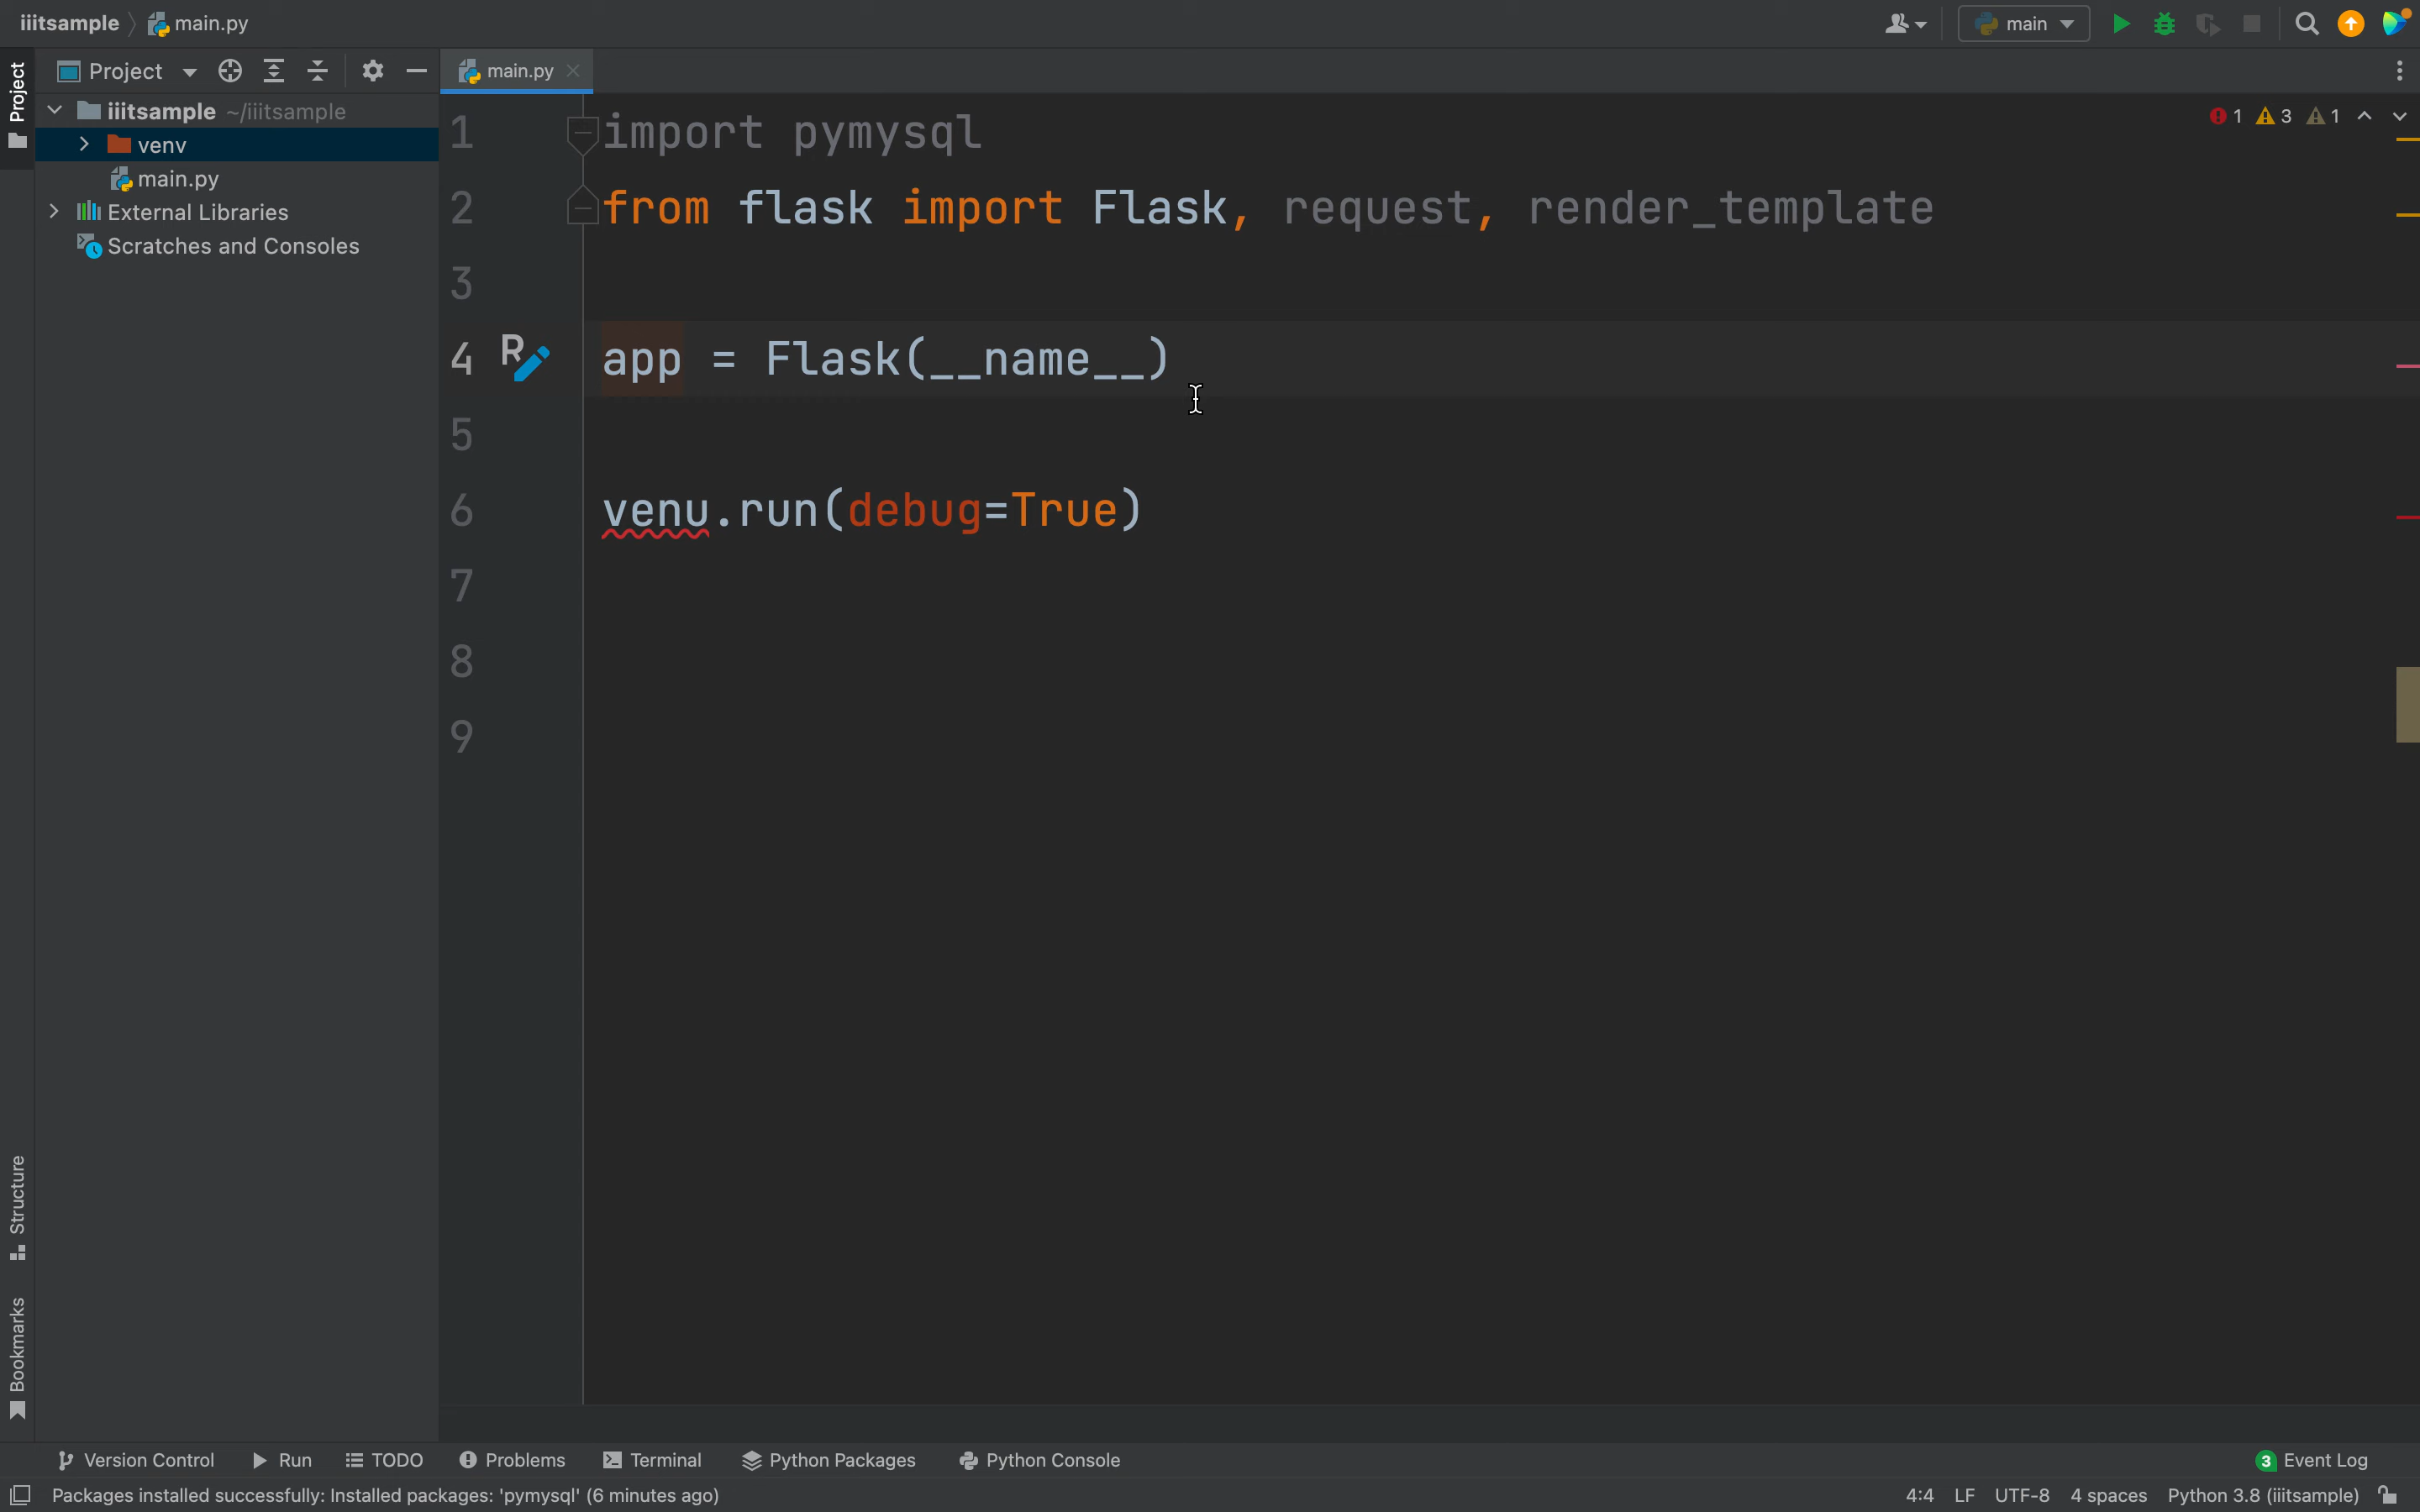 iiitsample
main.py
main
Project
Project
main.py
iiitsample ~/iiitsample
venv
main.py
External Libraries
Scratches and Consoles
1 3 1
1 import pymysql
2 from flask import Flask, request, render_template
3
4 R app = Flask(__name__)
5
6 venu.run(debug=True)
7
8
9
Structure
Bookmarks
Version Control Run TODO Problems Terminal Python Packages Python Console 3 Event Log
Packages installed successfully: Installed packages: 'pymysql' (6 minutes ago) 4:4 LF UTF-8 4 spaces Python 3.8 (iiitsample)